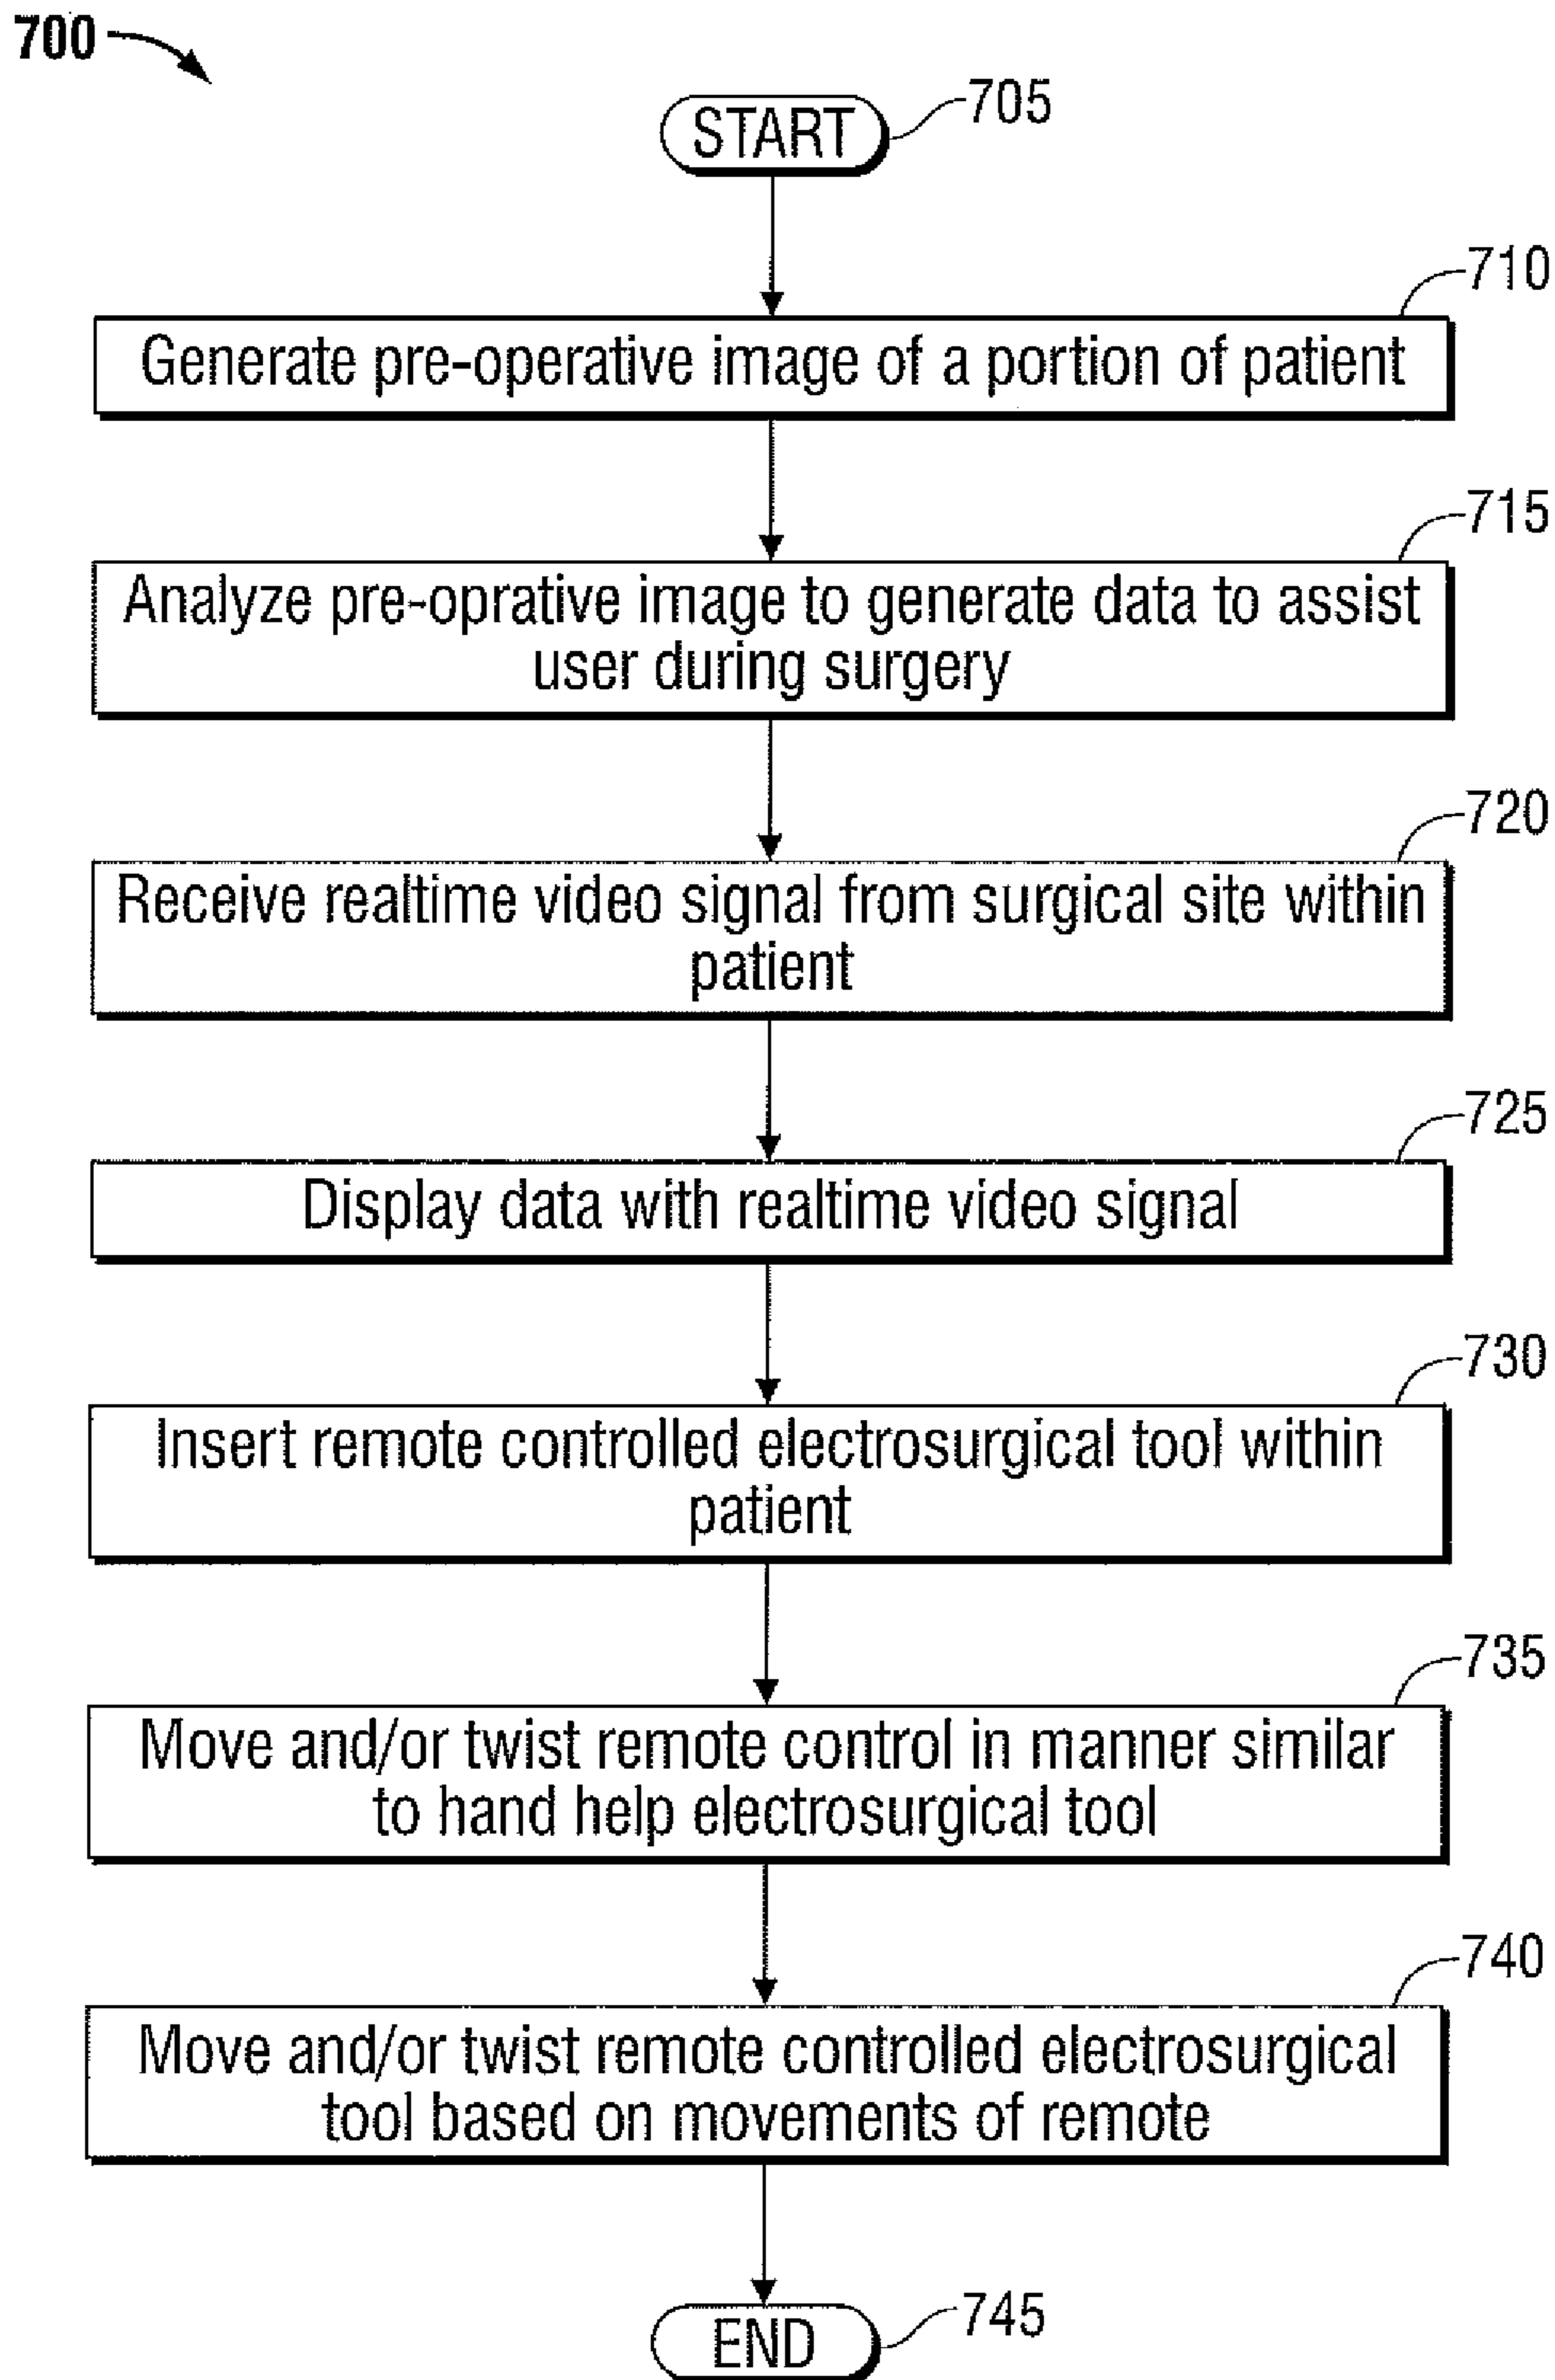 700
START
705
710
Generate pre-operative image of a portion of patient
715
Analyze pre-oprative image to generate data to assist
user during surgery
720
Receive realtime video signal from surgical site within
patient
725
Display data with realtime video signal
730
Insert remote controlled electrosurgical tool within
patient
735
Move and/or twist remote control in manner similar
to hand help electrosurgical tool
740
Move and/or twist remote controlled electrosurgical
tool based on movements of remote
END
745